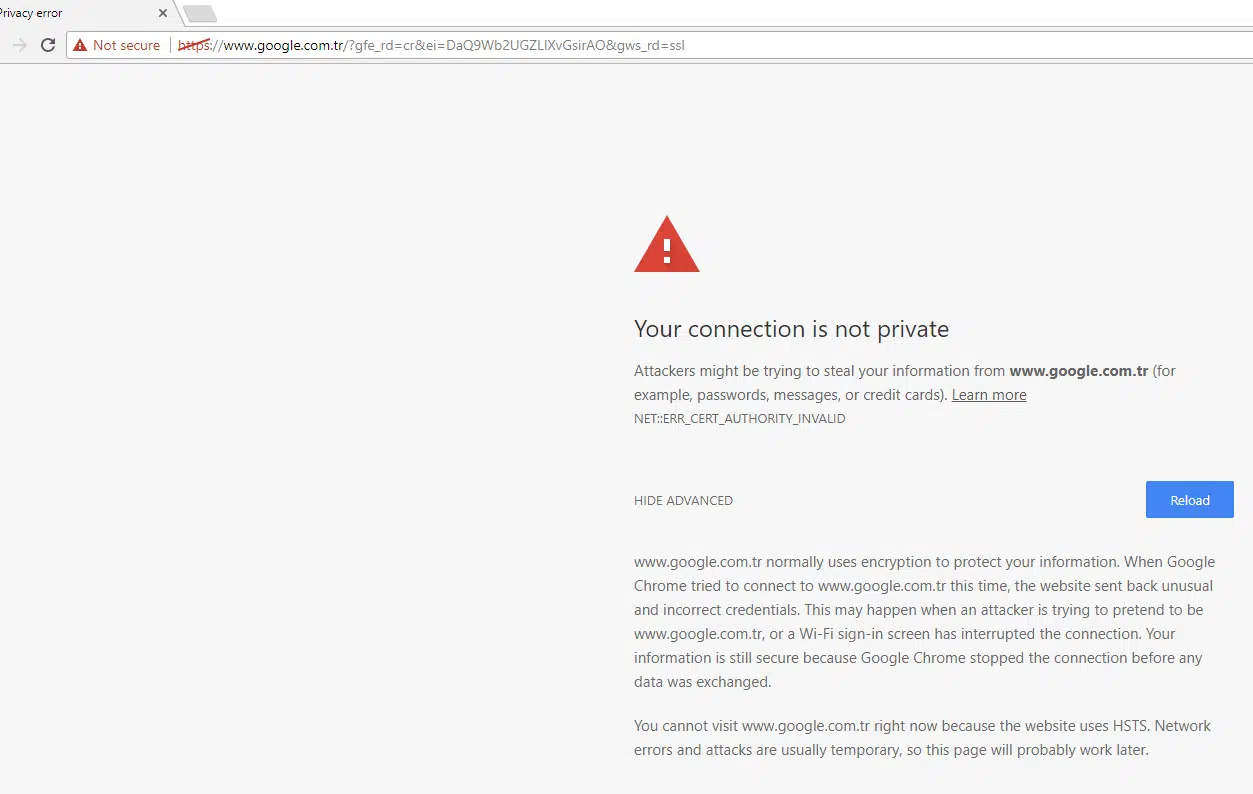 Privacy error
Not secure https://www.google.com.tr/?gfe_rd=cr&ei=DaQ9Wb2UGZLIXvGsirAO&gws_rd=ssl
Your connection is not private
Attackers might be trying to steal your information from www.google.com.tr (for
example, passwords, messages, or credit cards). Learn more
NET::ERR_CERT_AUTHORITY_INVALID
HIDE ADVANCED
Reload
www.google.com.tr normally uses encryption to protect your information. When Google
Chrome tried to connect to www.google.com.tr this time, the website sent back unusual
and incorrect credentials. This may happen when an attacker is trying to pretend to be
www.google.com.tr, or a Wi-Fi sign-in screen has interrupted the connection. Your
information is still secure because Google Chrome stopped the connection before any
data was exchanged.
You cannot visit www.google.com.tr right now because the website uses HSTS. Network
errors and attacks are usually temporary, so this page will probably work later.